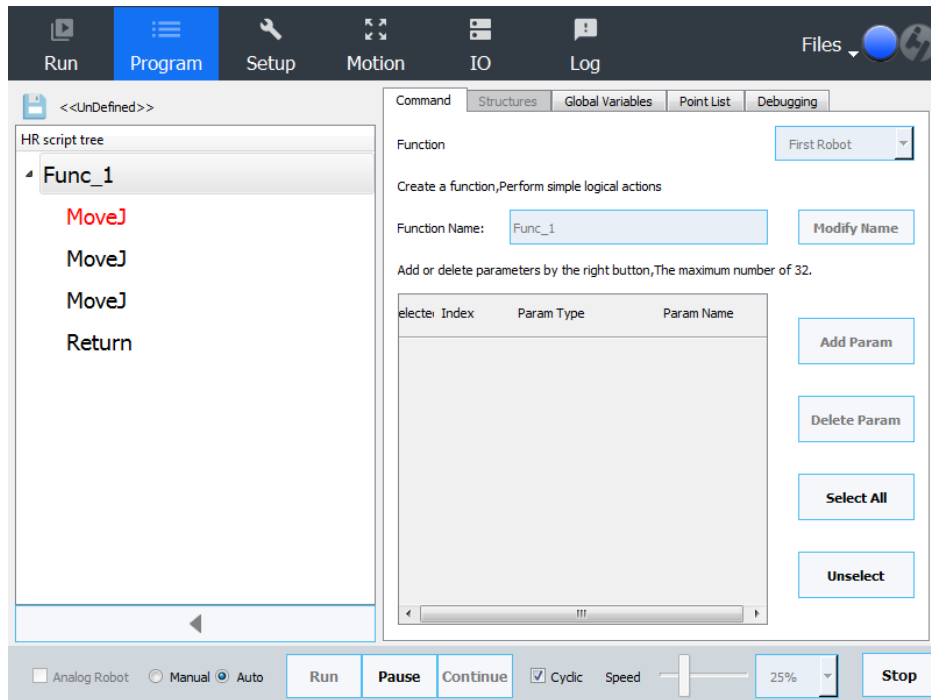 Run Program Setup Motion IO Log Files
<<UnDefined>>
HR script tree
Func_1
MoveJ
MoveJ
MoveJ
Return
Command Structures Global Variables Point List Debugging
Function First Robot
Create a function,Perform simple logical actions
Function Name: Func_1 Modify Name
Add or delete parameters by the right button,The maximum number of 32.
electe Index Param Type Param Name
Add Param
Delete Param
Select All
Unselect
Analog Robot Manual Auto Run Pause Continue Cyclic Speed 25% Stop